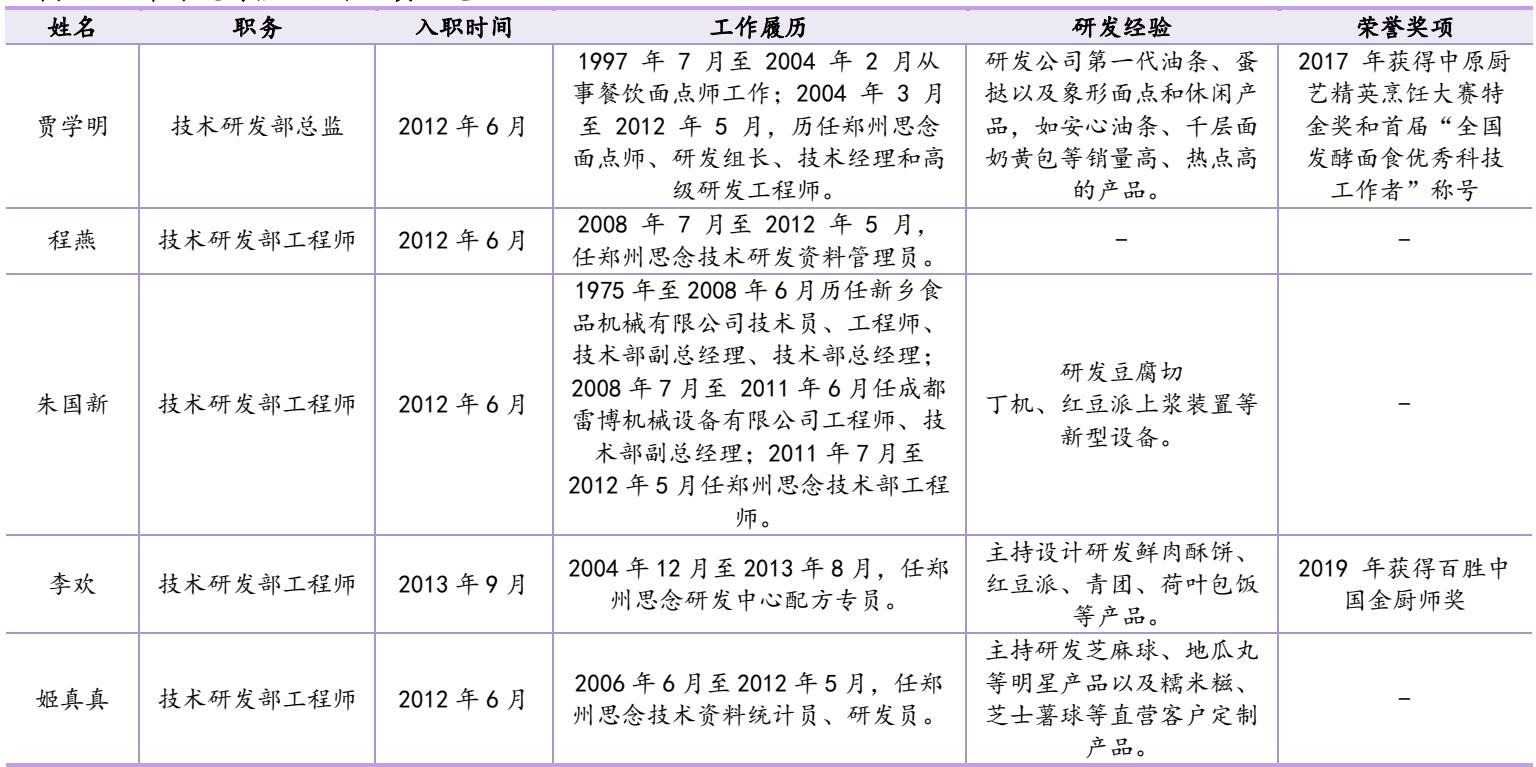 姓名 职务 入职时间 工作履历 研发经验 荣誉奖项
贾学明
技术研发部总监
2012 年 6 月
1997 年 7 月至 2004 年 2 月从
事餐饮面点师工作；2004 年 3 月
至 2012 年 5 月，历任郑州思念
面点师、研发组长、技术经理和高
级研发工程师。
研发公司第一代油条、蛋
挞以及象形面点和休闲产
品，如安心油条、千层面
奶黄包等销量高、热点高
的产品。
2017 年获得中原厨
艺精英烹饪大赛特
金奖和首届“全国
发酵面食优秀科技
工作者”称号
程燕
技术研发部工程师
2012 年 6 月
2008 年 7 月至 2012 年 5 月，
任郑州思念技术研发资料管理员。
–
–
朱国新
技术研发部工程师
2012 年 6 月
1975 年至 2008 年 6 月历任新乡食
品机械有限公司技术员、工程师、
技术部副总经理、技术部总经理；
2008 年 7 月至 2011 年 6 月任成都
雷博机械设备有限公司工程师、技
术部副总经理；2011 年 7 月至
2012 年 5 月任郑州思念技术部工程
师。
研发豆腐切
丁机、红豆派上浆装置等
新型设备。
–
李欢
技术研发部工程师
2013 年 9 月
2004 年 12 月至 2013 年 8 月，任郑
州思念研发中心配方专员。
主持设计研发鲜肉酥饼、
红豆派、青团、荷叶包饭
等产品。
2019 年获得百胜中
国金厨师奖
姬真真
技术研发部工程师
2012 年 6 月
2006 年 6 月至 2012 年 5 月，任郑
州思念技术资料统计员、研发员。
主持研发芝麻球、地瓜丸
等明星产品以及糯米糍、
芝士薯球等直营客户定制
产品。
–